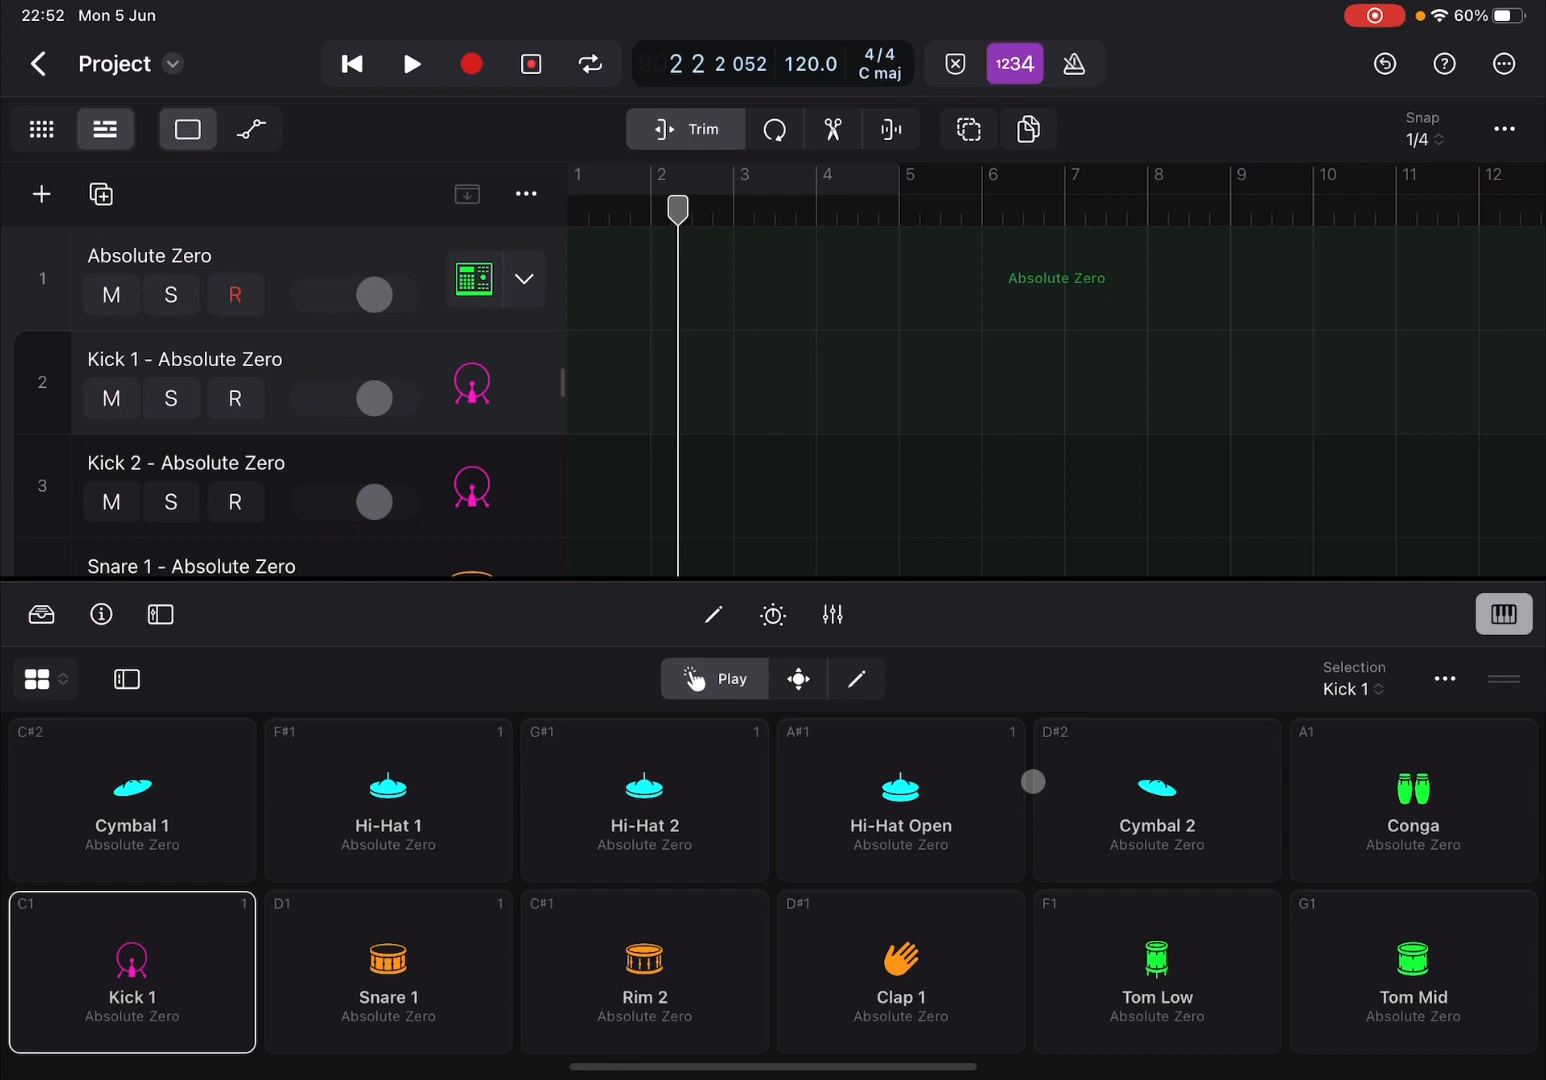 22:52 Mon 5 Jun
60%
Project
2 2 2 052 120.0 4/4 C maj
1234
Trim
Snap
1/4
1 2 3 4 5 6 7 8 9 10 11 12
1
Absolute Zero
M S R
Absolute Zero
2
Kick 1 - Absolute Zero
M S R
3
Kick 2 - Absolute Zero
M S R
Snare 1 - Absolute Zero
Play
Selection
Kick 1
C#2 F#1 1 G#1 1 A#1 1 D#2 A1
Cymbal 1 Hi-Hat 1 Hi-Hat 2 Hi-Hat Open Cymbal 2 Conga
Absolute Zero Absolute Zero Absolute Zero Absolute Zero Absolute Zero Absolute Zero
C1 1 D1 1 C#1 D#1 F1 G1
Kick 1 Snare 1 Rim 2 Clap 1 Tom Low Tom Mid
Absolute Zero Absolute Zero Absolute Zero Absolute Zero Absolute Zero Absolute Zero